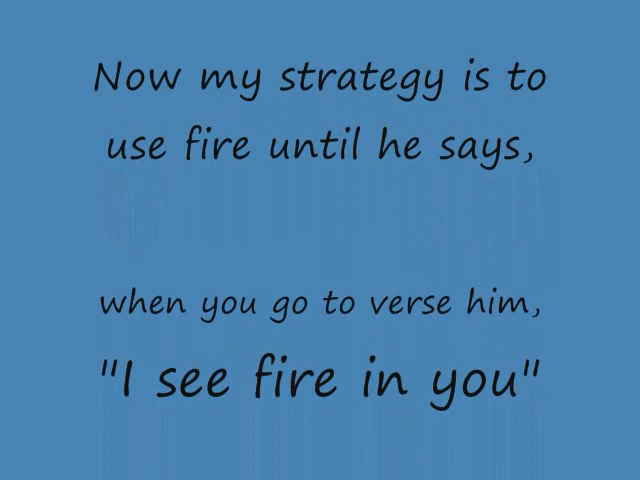 Now my strategy is to
use fire until he says,
when you go to verse him,
"I see fire in you"